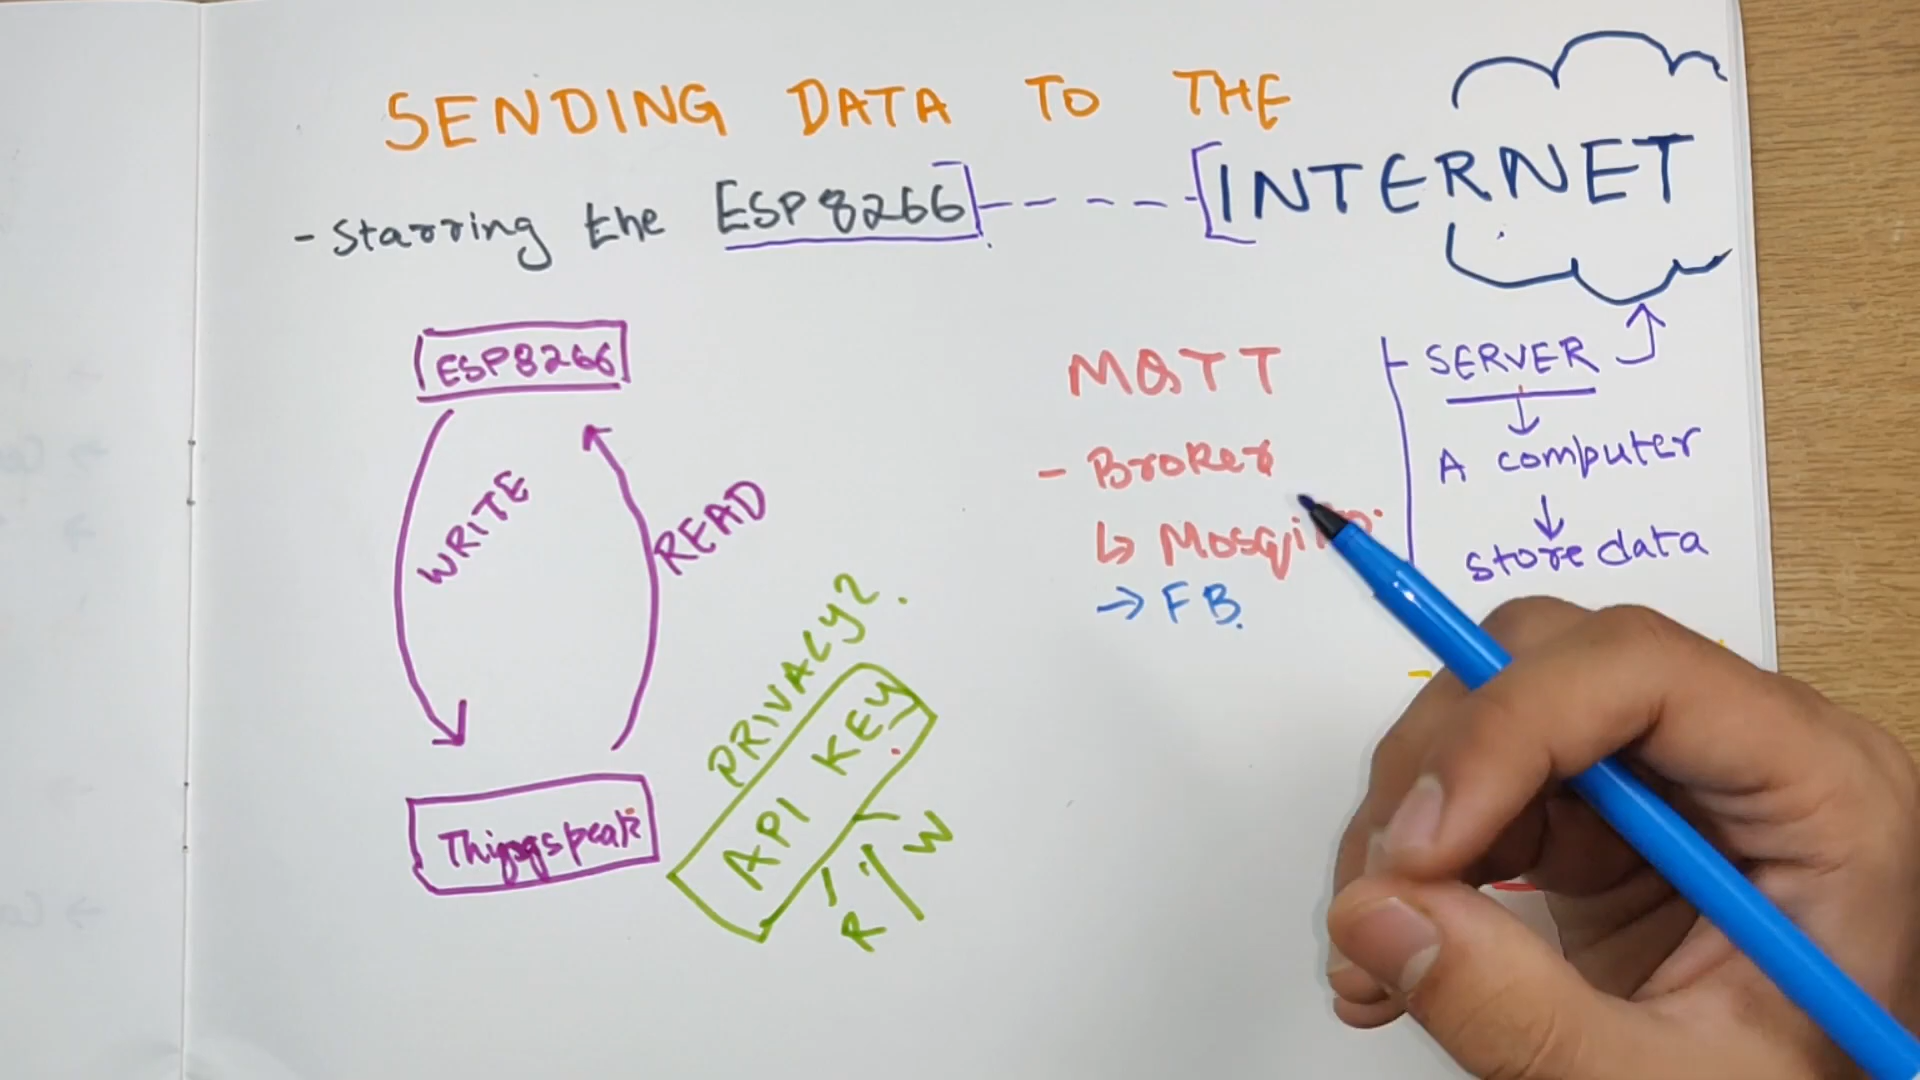 SENDING DATA TO THE
- Starring the ESP8266
INTERNET
ESP8266
WRITE
READ
Thingspeak
PRIVACY?
API KEY
R / W
MQTT
- Broker
↳
→ FB.
SERVER
A computer
store data